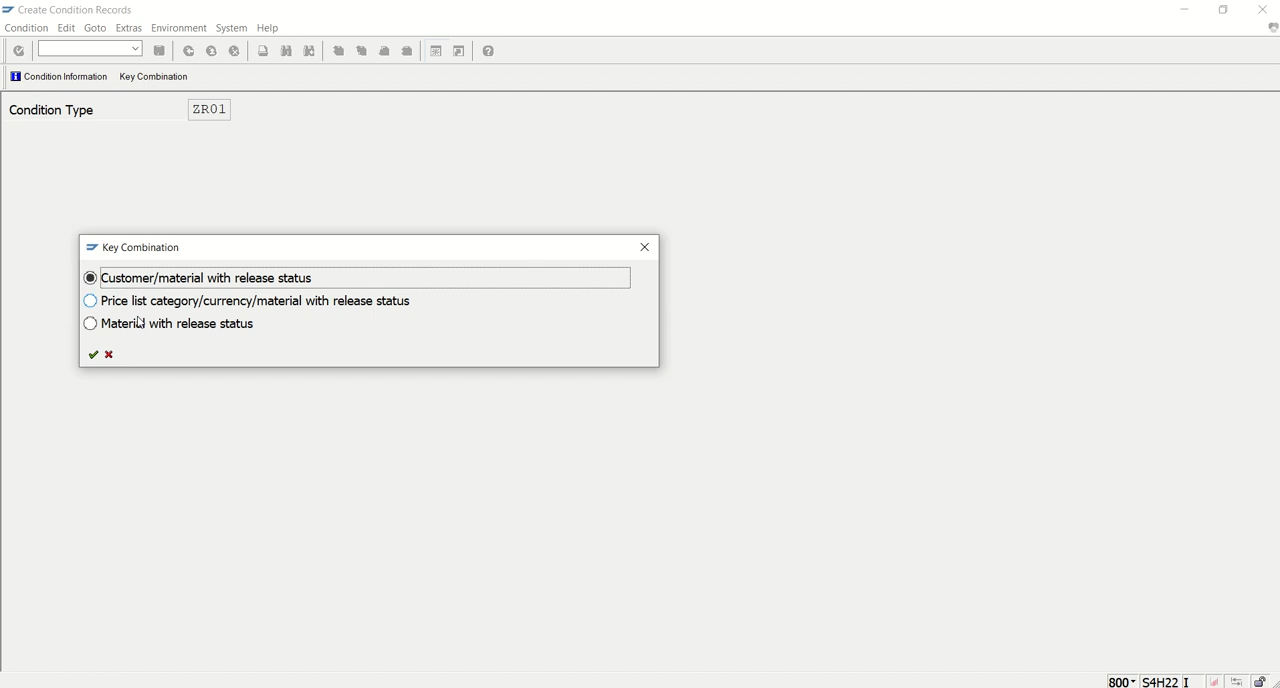 Create Condition Records
Condition Edit Goto Extras Environment System Help
Condition Information Key Combination
Condition Type ZR01
Key Combination
Customer/material with release status
Price list category/currency/material with release status
Material with release status
800 S4H22 I